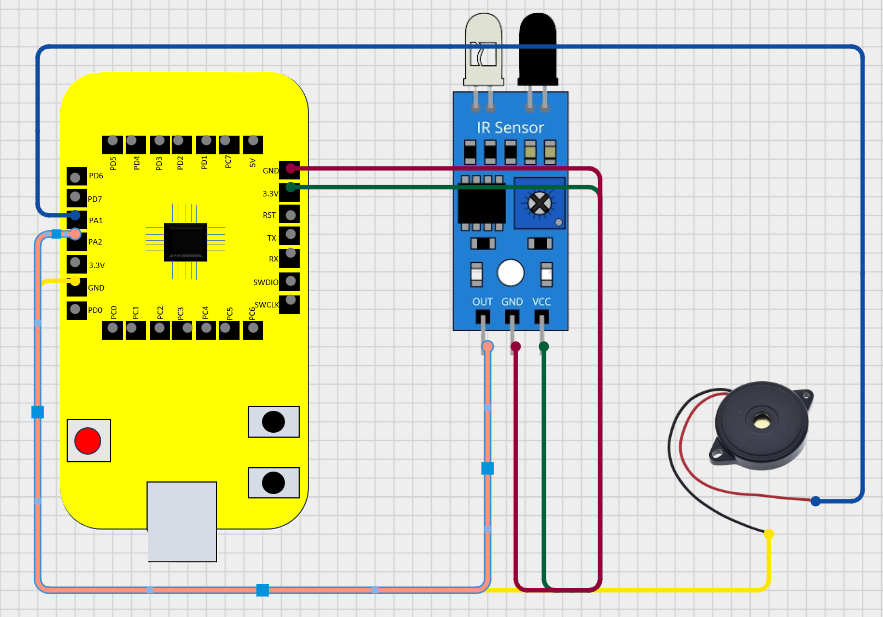 IR Sensor
PD5 PD4 PD3 PD2 PD1 PC7 5V
PD6
PD7
PA1
PA2
3.3V
GND
PD0
GND
3.3V
RST
TX
RX
SWDIO
SWCLK
PC0 PC1 PC2 PC3 PC4 PC5 PC6
OUT GND VCC